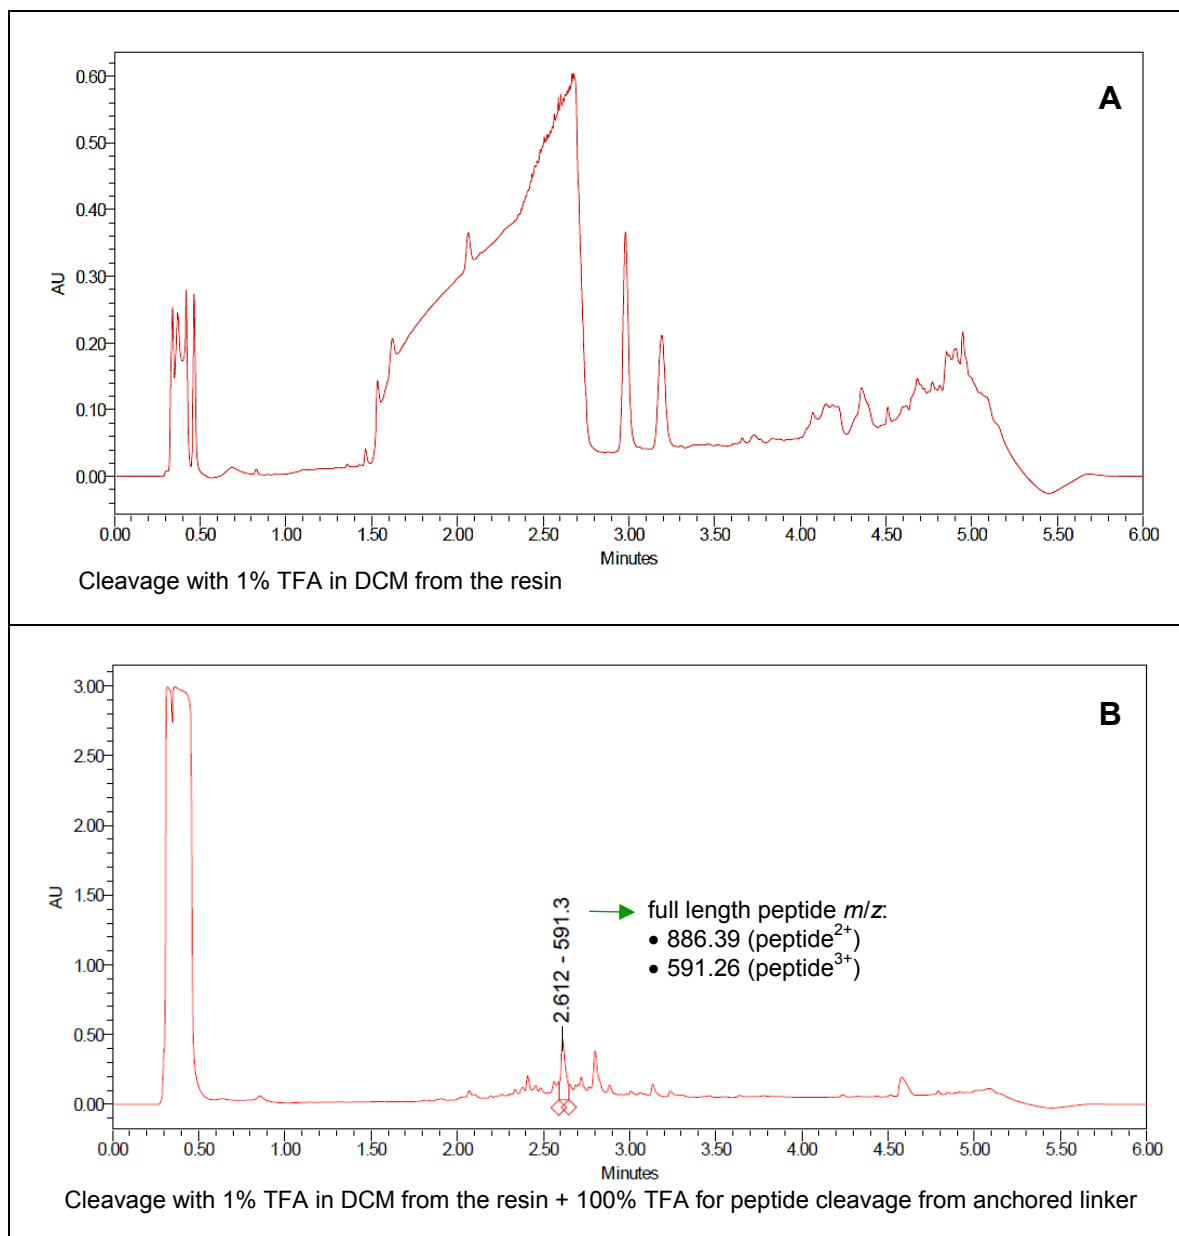 A
0.60
0.50
0.40
0.30
0.20
0.10
0.00
AU
0.00 0.50 1.00 1.50 2.00 2.50 3.00 3.50 4.00 4.50 5.00 5.50 6.00
Minutes
Cleavage with 1% TFA in DCM from the resin
B
3.00
2.50
2.00
1.50
1.00
0.50
0.00
AU
2.612 - 591.3
full length peptide m/z:
• 886.39 (peptide2+)
• 591.26 (peptide3+)
0.00 0.50 1.00 1.50 2.00 2.50 3.00 3.50 4.00 4.50 5.00 5.50 6.00
Minutes
Cleavage with 1% TFA in DCM from the resin + 100% TFA for peptide cleavage from anchored linker